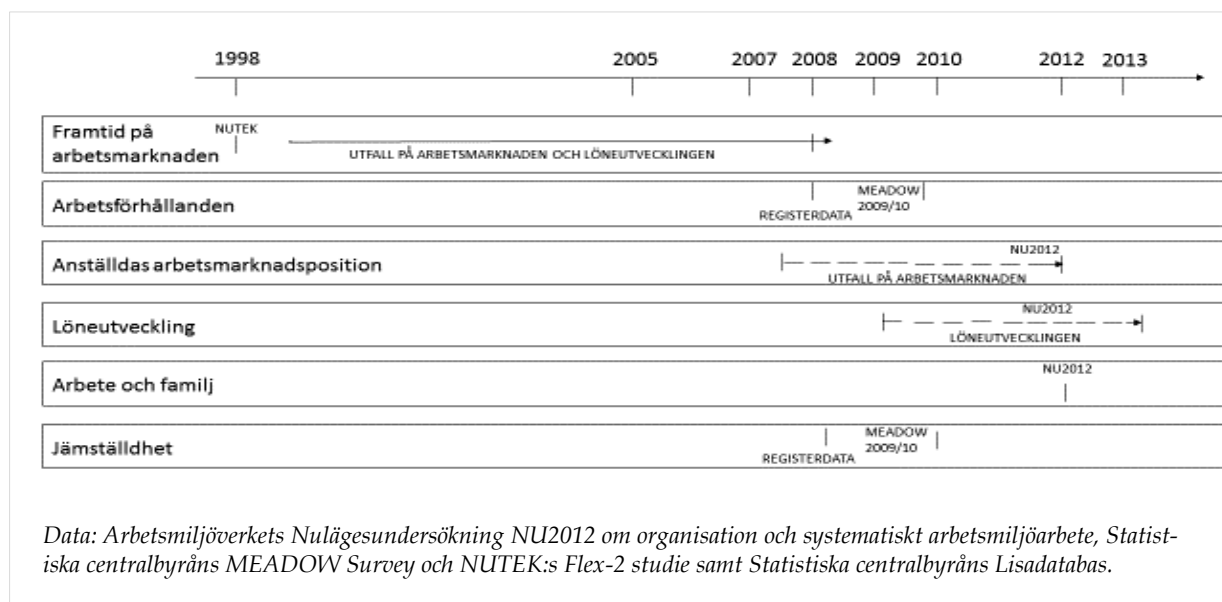 1998 2005 2007 2008 2009 2010 2012 2013
Framtid på
arbetsmarknaden
NUTEK
UTFALL PÅ ARBETSMARKNADEN OCH LÖNEUTVECKLINGEN
Arbetsförhållanden
REGISTERDATA
MEADOW
2009/10
Anställdas arbetsmarknadsposition
NU2012
UTFALL PÅ ARBETSMARKNADEN
Löneutveckling
NU2012
LÖNEUTVECKLINGEN
Arbete och familj
NU2012
Jämställdhet
REGISTERDATA
MEADOW
2009/10
Data: Arbetsmiljöverkets Nulägesundersökning NU2012 om organisation och systematiskt arbetsmiljöarbete, Statist-
iska centralbyråns MEADOW Survey och NUTEK:s Flex-2 studie samt Statistiska centralbyråns Lisadatabas.